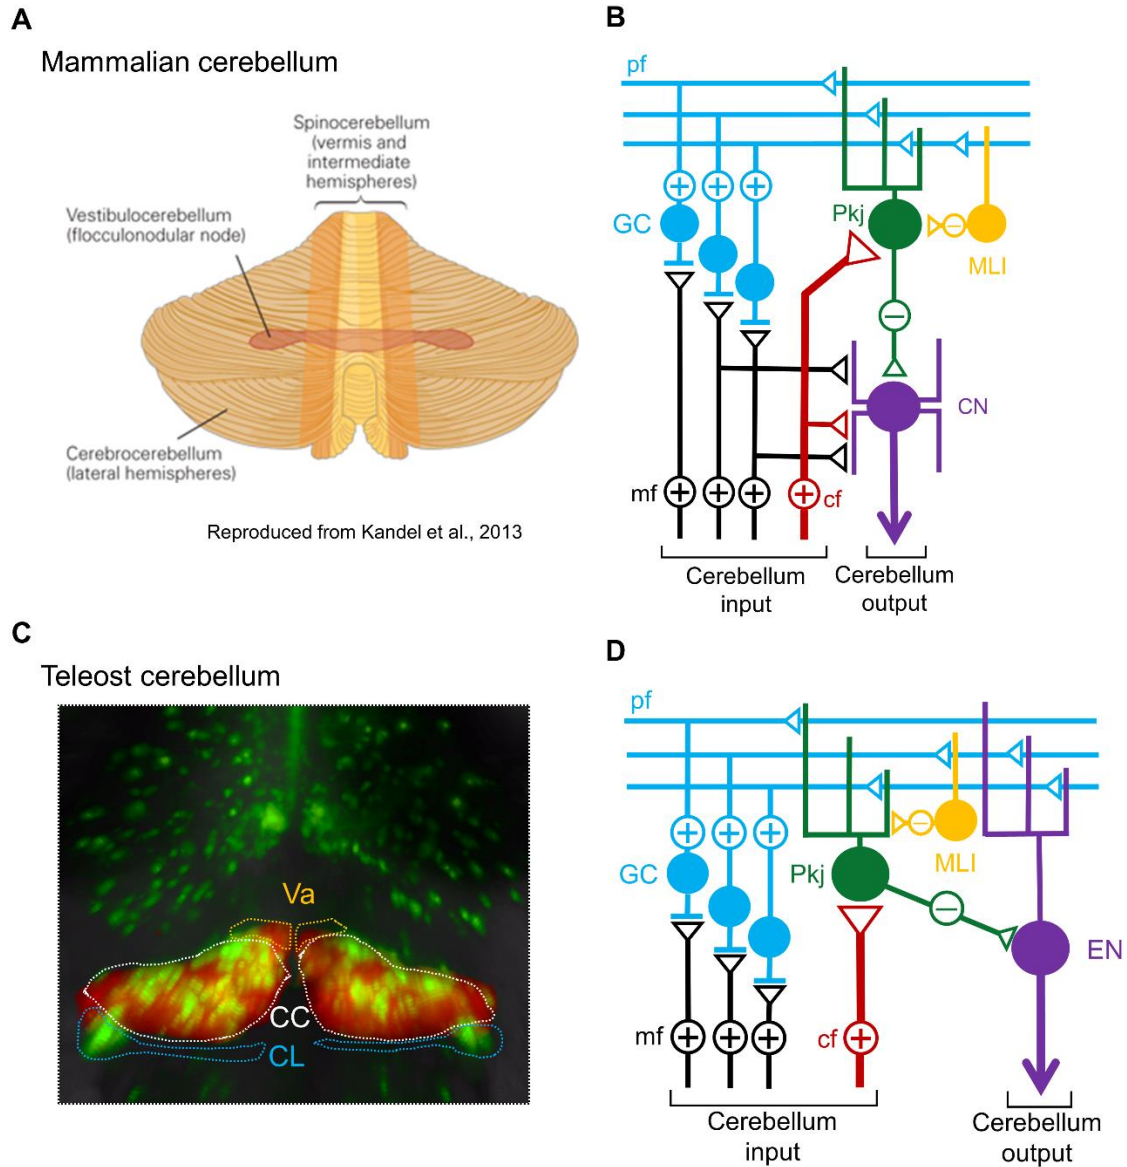 A
Mammalian cerebellum
Spinocerebellum
(vermis and
intermediate
hemispheres)
Vestibulocerebellum
(flocculonodular node)
Cerebrocerebellum
(lateral hemispheres)
Reproduced from Kandel et al., 2013
B
pf
GC
Pkj
MLI
CN
mf
cf
Cerebellum
input
Cerebellum
output
C
Teleost cerebellum
Va
CC
CL
D
pf
GC
Pkj
MLI
EN
mf
cf
Cerebellum
input
Cerebellum
output